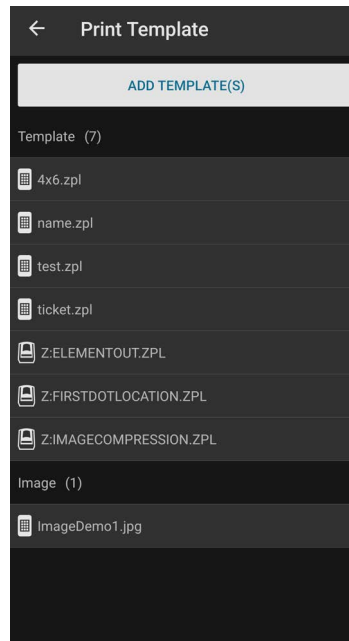 Print Template
ADD TEMPLATE(S)
Template (7)
4x6.zpl
name.zpl
test.zpl
ticket.zpl
Z:ELEMENTOUT.ZPL
Z:FIRSTDOTLOCATION.ZPL
Z:IMAGECOMPRESSION.ZPL
Image (1)
ImageDemo1.jpg